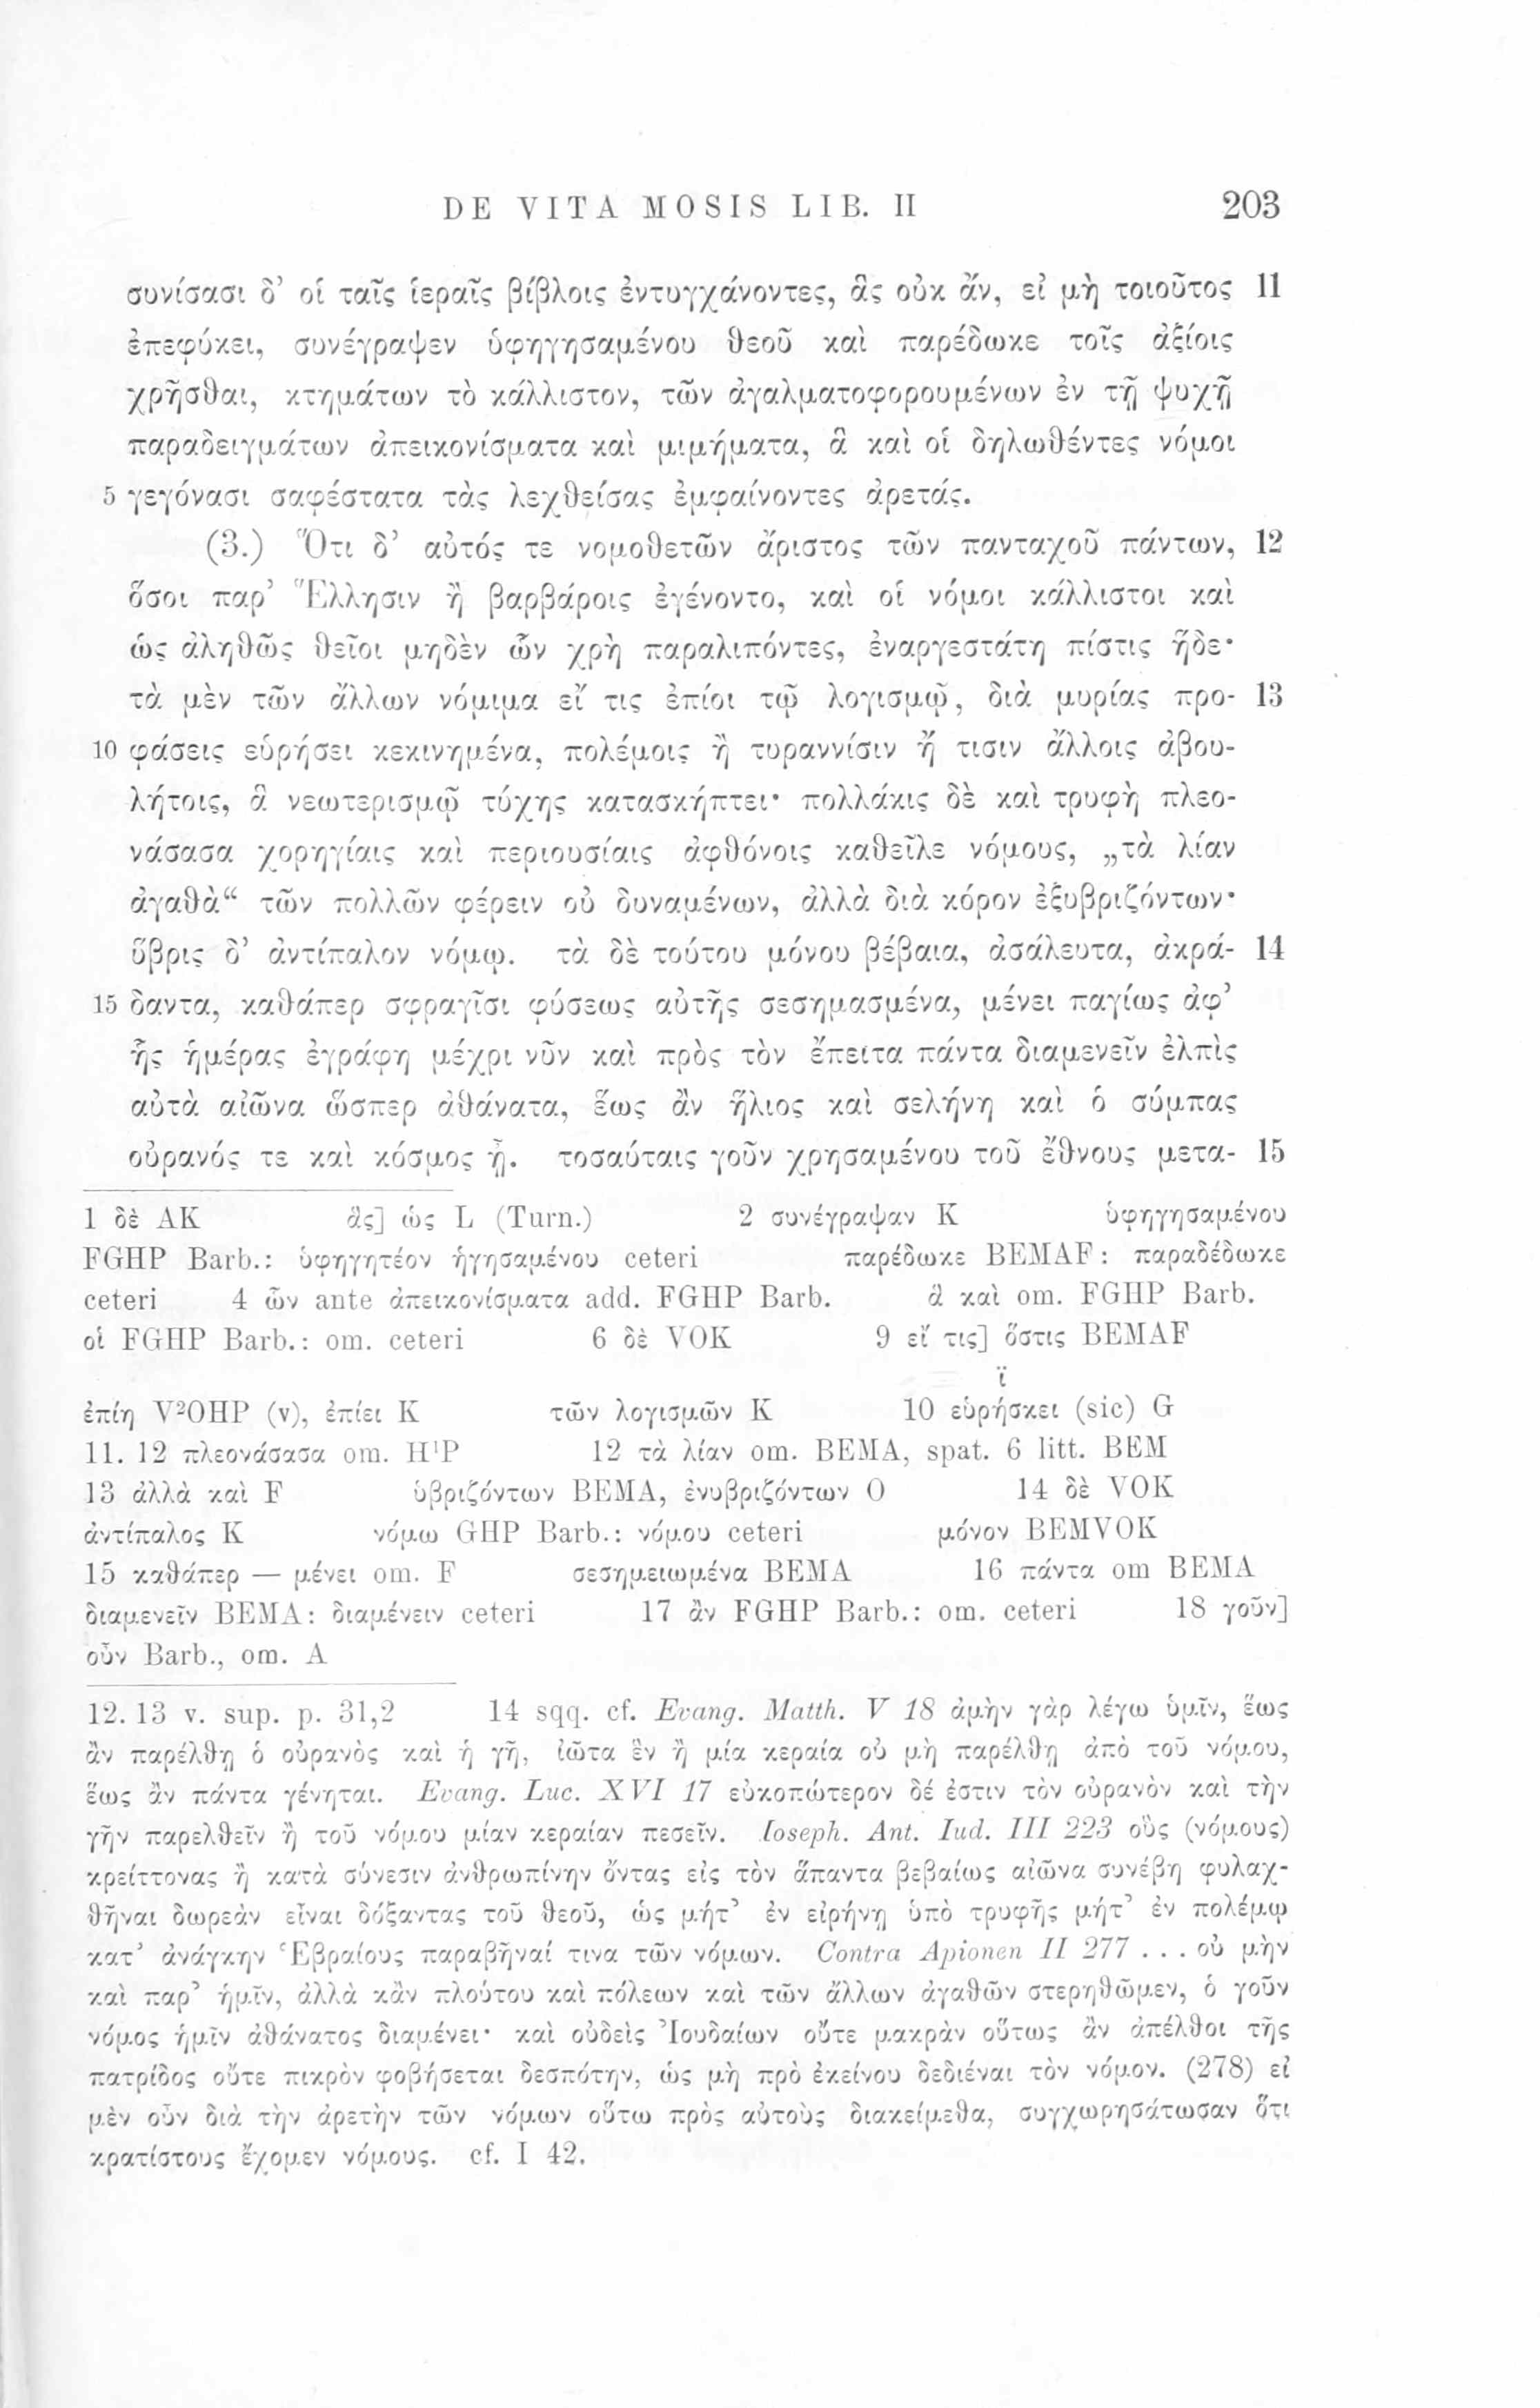 DE VITA MOSIS LIB. II 203
συνίσασι δ’ οἱ ταῖς ἱεραῖς βίβλοις ἐντυγχάνοντες, ἃς οὐκ ἄν, εἰ μὴ τοιοῦτος 11
ἐπεφύκει, συνέγραψεν ὑφηγησαμένου θεοῦ καὶ παρέδωκε τοῖς ἀξίοις
χρῆσθαι, κτημάτων τὸ κάλλιστον, τῶν ἀγαλματοφορουμένων ἐν τῇ ψυχῇ
παραδειγμάτων ἀπεικονίσματα καὶ μιμήματα, ἃ καὶ οἱ δηλωθέντες νόμοι
5 γεγόνασι σαφέστατα τὰς λεχθείσας ἐμφαίνοντες ἀρετάς.
(3.) Ὅτι δ’ αὐτός τε νομοθετῶν ἄριστος τῶν πανταχοῦ πάντων, 12
ὅσοι παρ’ Ἕλλησιν ἢ βαρβάροις ἐγένοντο, καὶ οἱ νόμοι κάλλιστοι καὶ
ὡς ἀληθῶς θεῖοι μηδὲν ὧν χρὴ παραλιπόντες, ἐναργεστάτη πίστις ἥδε·
τὰ μὲν τῶν ἄλλων νόμιμα εἴ τις ἐπίοι τῷ λογισμῷ, διὰ μυρίας προ- 13
10 φάσεις εὑρήσει κεκινημένα, πολέμοις ἢ τυραννίσιν ἤ τισιν ἄλλοις ἀβου-
λήτοις, ἃ νεωτερισμῷ τύχης κατασκήπτει· πολλάκις δὲ καὶ τρυφὴ πλεο-
νάσασα χορηγίαις καὶ περιουσίαις ἀφθόνοις καθεῖλε νόμους, „τὰ λίαν
ἀγαθὰ“ τῶν πολλῶν φέρειν οὐ δυναμένων, ἀλλὰ διὰ κόρον ἐξυβριζόντων·
ὕβρις δ’ ἀντίπαλον νόμῳ. τὰ δὲ τούτου μόνου βέβαια, ἀσάλευτα, ἀκρά- 14
15 δαντα, καθάπερ σφραγῖσι φύσεως αὐτῆς σεσημασμένα, μένει παγίως ἀφ’
ἧς ἡμέρας ἐγράφη μέχρι νῦν καὶ πρὸς τὸν ἔπειτα πάντα διαμενεῖν ἐλπὶς
αὐτὰ αἰῶνα ὥσπερ ἀθάνατα, ἕως ἂν ἥλιος καὶ σελήνη καὶ ὁ σύμπας
οὐρανός τε καὶ κόσμος ᾖ. τοσαύταις γοῦν χρησαμένου τοῦ ἔθνους μετα- 15
1 δὲ AK ἃς] ὡς L (Turn.) 2 συνέγραψαν K ὑφηγησαμένου
FGHP Barb.: ὑφηγητέον ἡγησαμένου ceteri παρέδωκε BEMAF: παραδέδωκε
ceteri 4 ὧν ante ἀπεικονίσματα add. FGHP Barb. ἃ καὶ om. FGHP Barb.
οἱ FGHP Barb.: om. ceteri 6 δὲ VOK 9 εἴ τις] ὅστις BEMAF
ἐπίῃ V²OHP (v), ἐπίει K τῶν λογισμῶν K 10 εὑρήσκει (sic) G
11. 12 πλεονάσασα om. H¹P 12 τὰ λίαν om. BEMA, spat. 6 litt. BEM
13 ἀλλὰ καὶ F ὑβριζόντων BEMA, ἐνυβριζόντων O 14 δὲ VOK
ἀντίπαλος K νόμω GHP Barb.: νόμου ceteri μόνον BEMVOK
15 καθάπερ — μένει om. F σεσημειωμένα BEMA 16 πάντα om BEMA
διαμενεῖν BEMA: διαμένειν ceteri 17 ἂν FGHP Barb.: om. ceteri 18 γοῦν]
οὖν Barb., om. A
12. 13 v. sup. p. 31,2 14 sqq. cf. Evang. Matth. V 18 ἀμὴν γὰρ λέγω ὑμῖν, ἕως
ἂν παρέλθῃ ὁ οὐρανὸς καὶ ἡ γῆ, ἰῶτα ἓν ἢ μία κεραία οὐ μὴ παρέλθῃ ἀπὸ τοῦ νόμου,
ἕως ἂν πάντα γένηται. Evang. Luc. XVI 17 εὐκοπώτερον δέ ἐστιν τὸν οὐρανὸν καὶ τὴν
γῆν παρελθεῖν ἢ τοῦ νόμου μίαν κεραίαν πεσεῖν. Ioseph. Ant. Iud. III 223 οὓς (νόμους)
κρείττονας ἢ κατὰ σύνεσιν ἀνθρωπίνην ὄντας εἰς τὸν ἅπαντα βεβαίως αἰῶνα συνέβη φυλαχ-
θῆναι δωρεὰν εἶναι δόξαντας τοῦ θεοῦ, ὡς μήτ’ ἐν εἰρήνῃ ὑπὸ τρυφῆς μήτ’ ἐν πολέμῳ
κατ’ ἀνάγκην Ἑβραίους παραβῆναί τινα τῶν νόμων. Contra Apionen II 277 . . . οὐ μὴν
καὶ παρ’ ἡμῖν, ἀλλὰ κἂν πλούτου καὶ πόλεων καὶ τῶν ἄλλων ἀγαθῶν στερηθῶμεν, ὁ γοῦν
νόμος ἡμῖν ἀθάνατος διαμένει· καὶ οὐδεὶς Ἰουδαίων οὔτε μακρὰν οὕτως ἂν ἀπέλθοι τῆς
πατρίδος οὔτε πικρὸν φοβήσεται δεσπότην, ὡς μὴ πρὸ ἐκείνου δεδιέναι τὸν νόμον. (278) εἰ
μὲν οὖν διὰ τὴν ἀρετὴν τῶν νόμων οὕτω πρὸς αὐτοὺς διακείμεθα, συγχωρησάτωσαν ὅτι
κρατίστους ἔχομεν νόμους. cf. I 42.